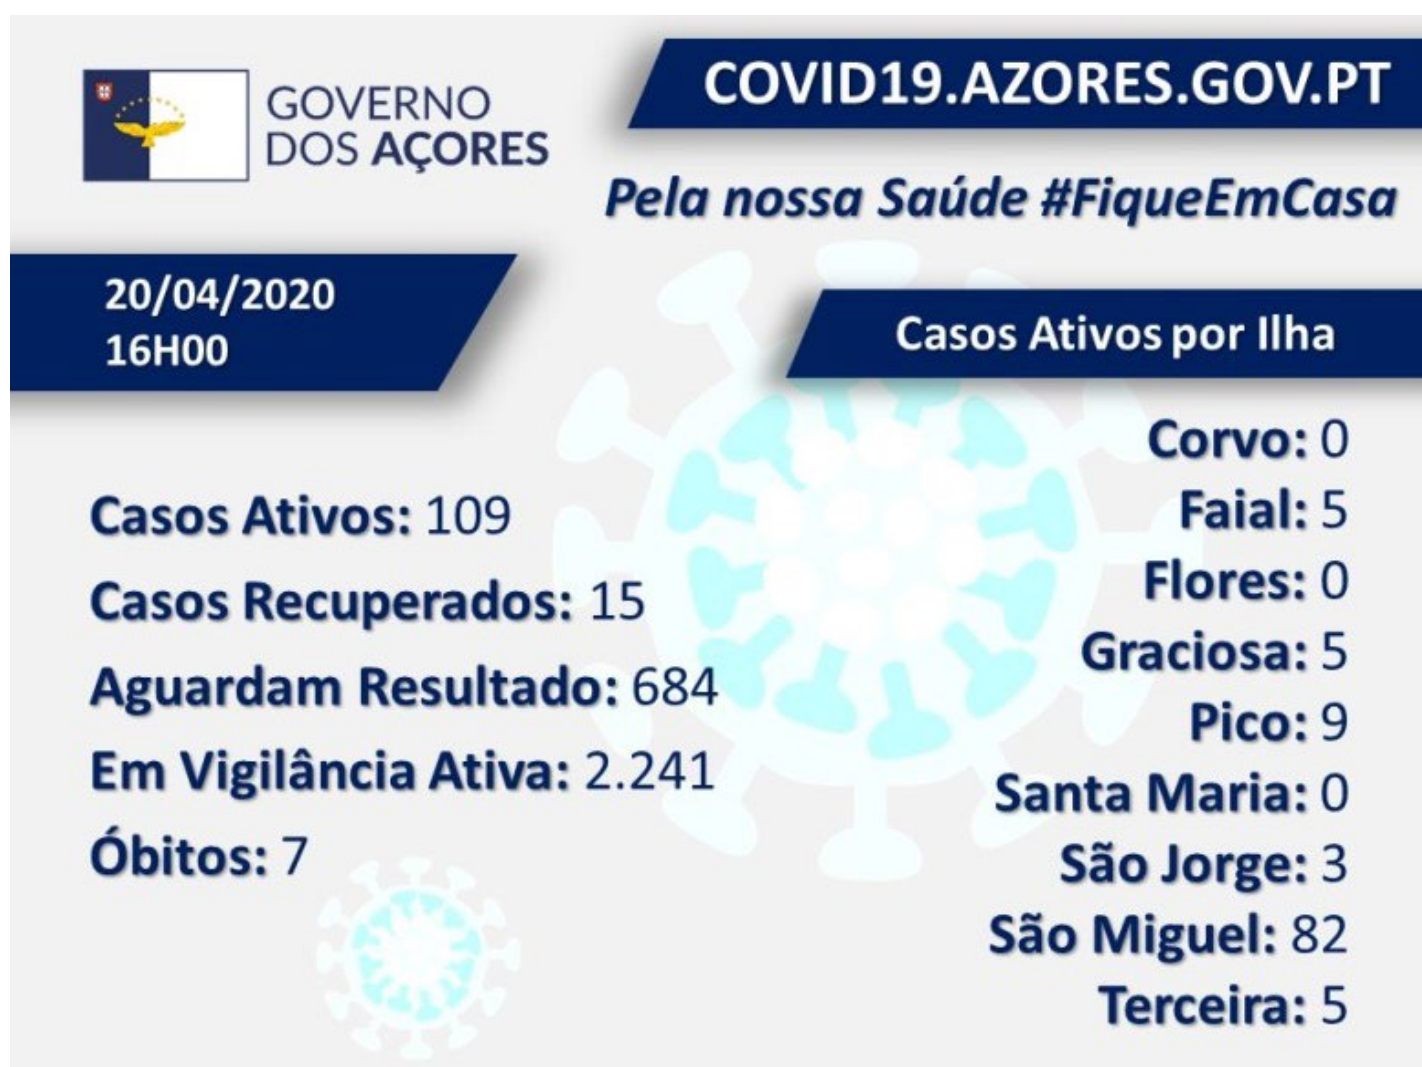 GOVERNO
DOS AÇORES
COVID19.AZORES.GOV.PT
Pela nossa Saúde #FiqueEmCasa
20/04/2020
16H00
Casos Ativos: 109
Casos Recuperados: 15
Aguardam Resultado: 684
Em Vigilância Ativa: 2.241
Óbitos: 7
Casos Ativos por Ilha
Corvo: 0
Faial: 5
Flores: 0
Graciosa: 5
Pico: 9
Santa Maria: 0
São Jorge: 3
São Miguel: 82
Terceira: 5